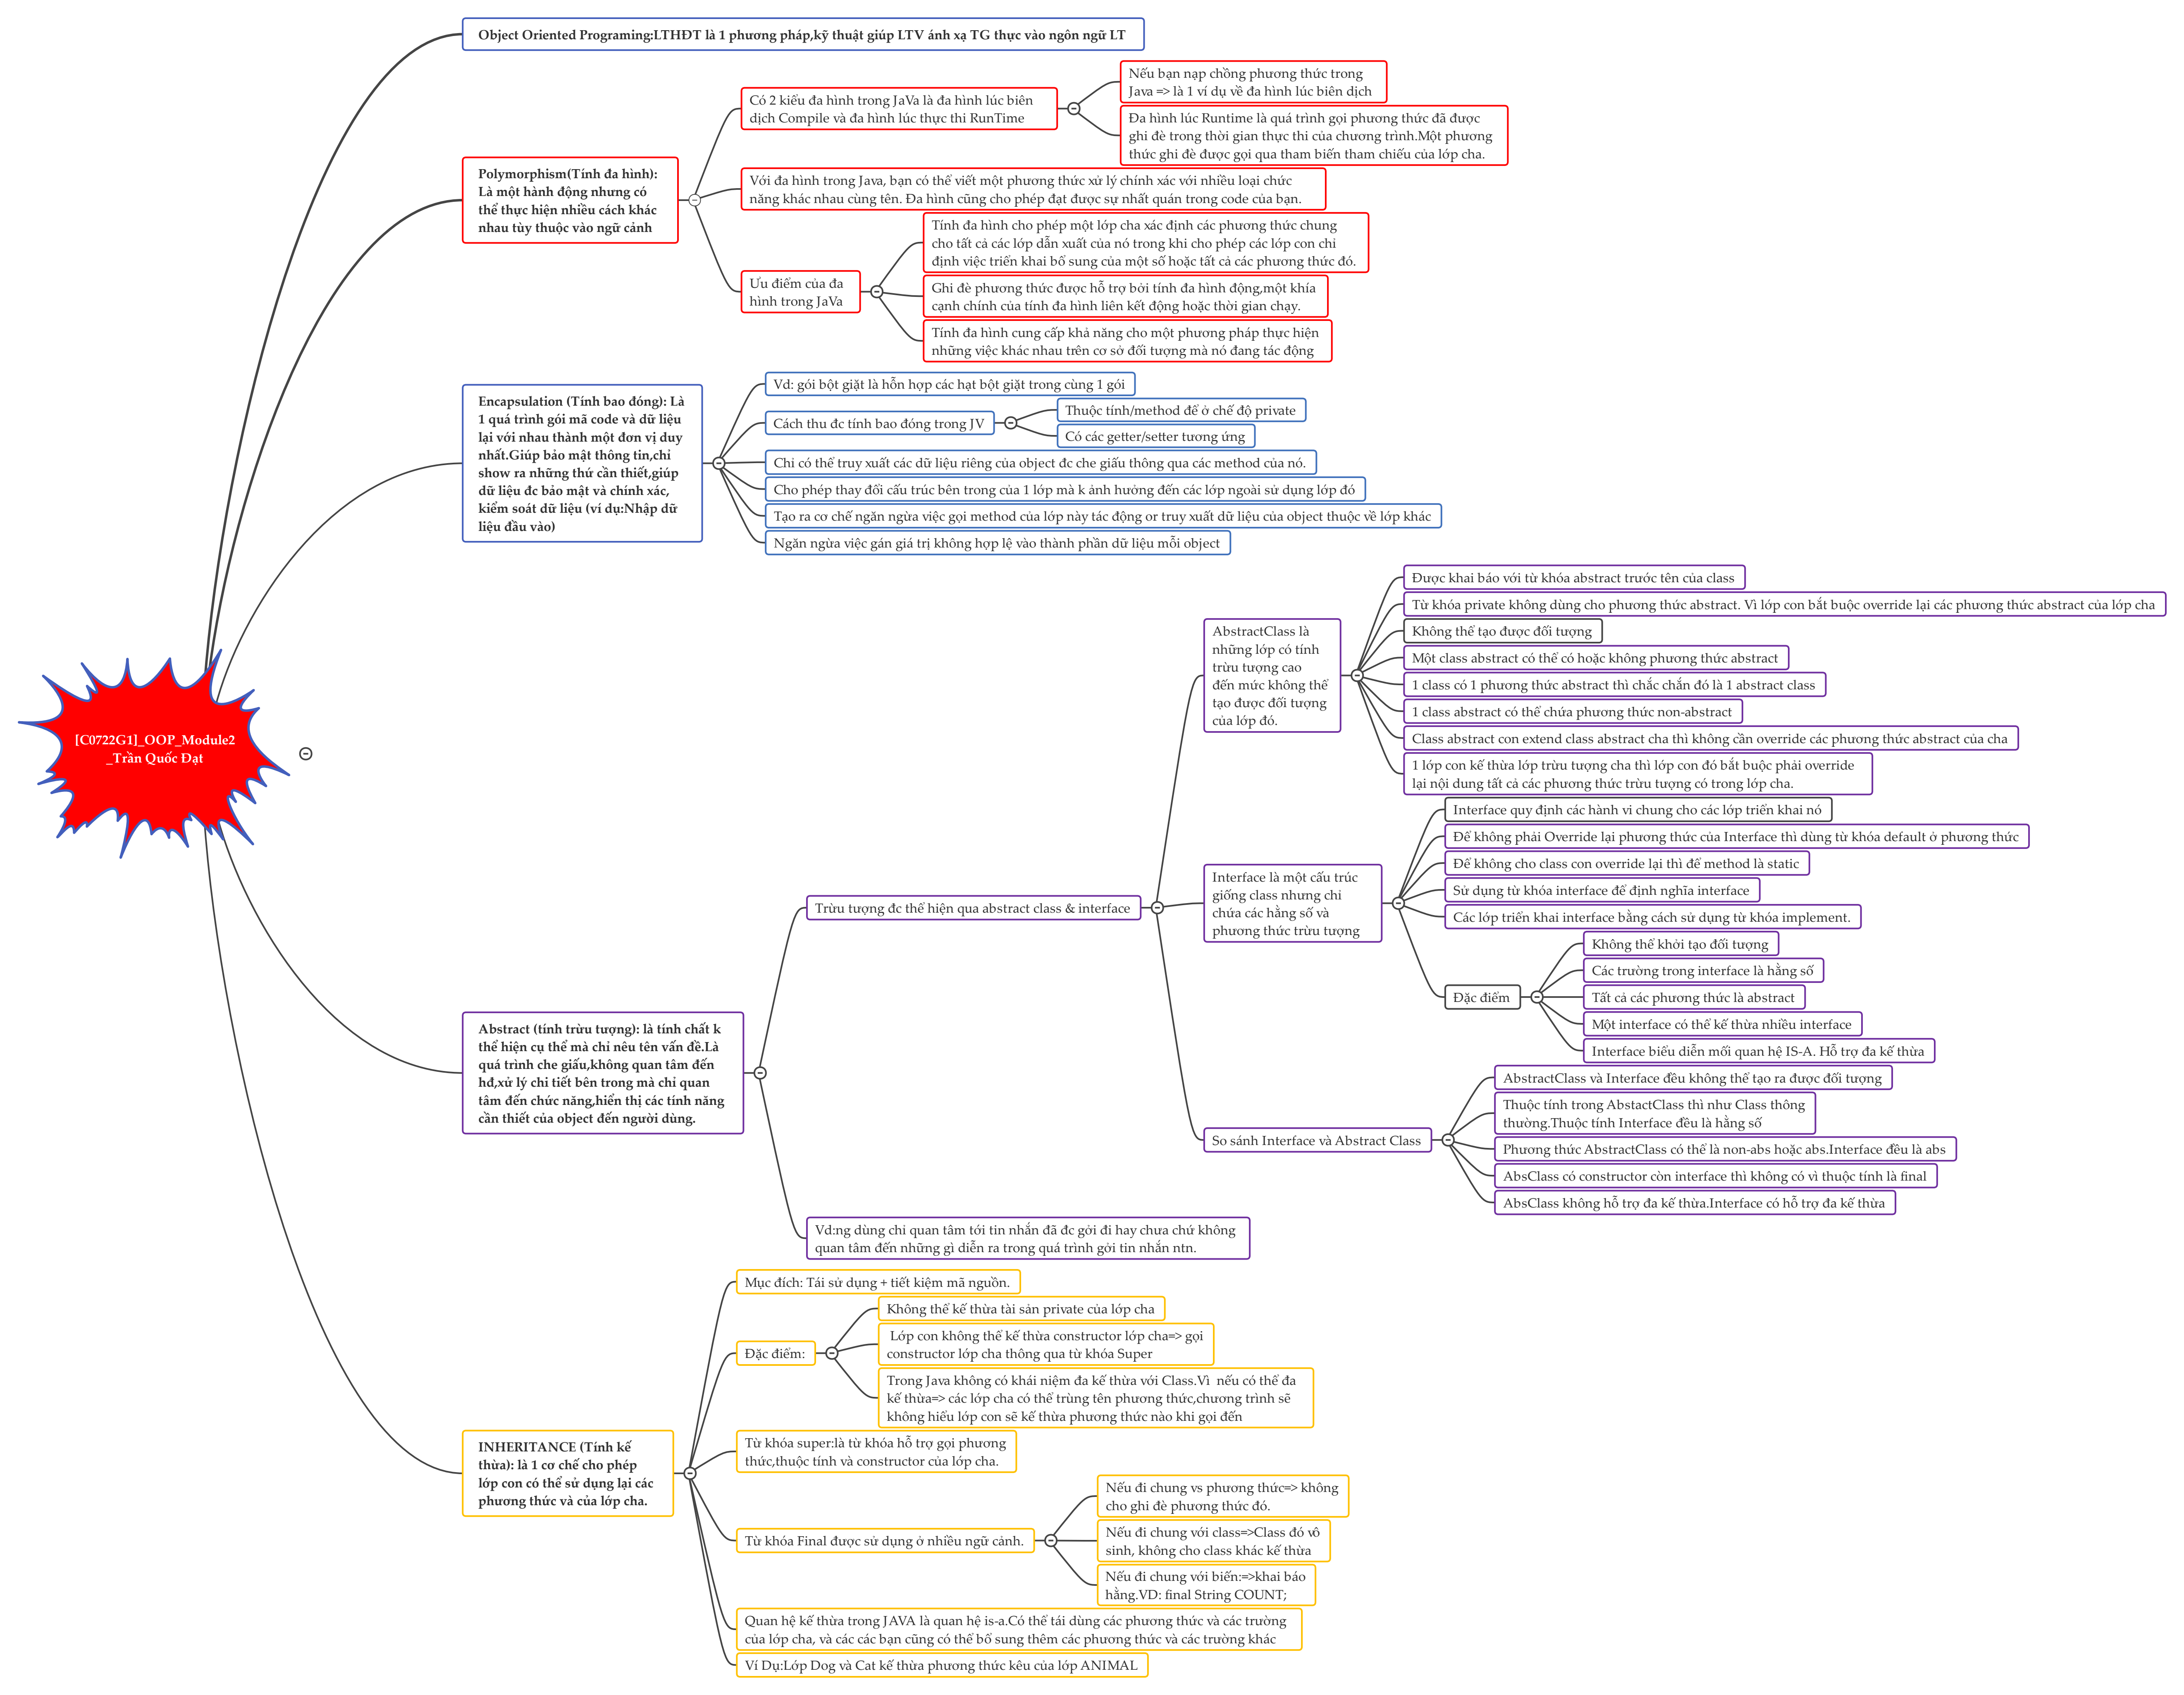 Object Oriented Programing:LTHĐT là 1 phương pháp,kỹ thuật giúp LTV ánh xạ TG thực vào ngôn ngữ LT
Polymorphism(Tính đa hình):
Là một hành động nhưng có
thể thực hiện nhiều cách khác
nhau tùy thuộc vào ngữ cảnh
Có 2 kiểu đa hình trong JaVa là đa hình lúc biên
dịch Compile và đa hình lúc thực thi RunTime
Nếu bạn nạp chồng phương thức trong
Java => là 1 ví dụ về đa hình lúc biên dịch
Đa hình lúc Runtime là quá trình gọi phương thức đã được
ghi đè trong thời gian thực thi của chương trình.Một phương
thức ghi đè được gọi qua tham biến tham chiếu của lớp cha.
Với đa hình trong Java, bạn có thể viết một phương thức xử lý chính xác với nhiều loại chức
năng khác nhau cùng tên. Đa hình cũng cho phép đạt được sự nhất quán trong code của bạn.
Ưu điểm của đa
hình trong JaVa
Tính đa hình cho phép một lớp cha xác định các phương thức chung
cho tất cả các lớp dẫn xuất của nó trong khi cho phép các lớp con chỉ
định việc triển khai bổ sung của một số hoặc tất cả các phương thức đó.
Ghi đè phương thức được hỗ trợ bởi tính đa hình động,một khía
cạnh chính của tính đa hình liên kết động hoặc thời gian chạy.
Tính đa hình cung cấp khả năng cho một phương pháp thực hiện
những việc khác nhau trên cơ sở đối tượng mà nó đang tác động
Encapsulation (Tính bao đóng): Là
1 quá trình gói mã code và dữ liệu
lại với nhau thành một đơn vị duy
nhất.Giúp bảo mật thông tin,chỉ
show ra những thứ cần thiết,giúp
dữ liệu đc bảo mật và chính xác,
kiểm soát dữ liệu (ví dụ:Nhập dữ
liệu đầu vào)
Vd: gói bột giặt là hỗn hợp các hạt bột giặt trong cùng 1 gói
Cách thu đc tính bao đóng trong JV
Thuộc tính/method để ở chế độ private
Có các getter/setter tương ứng
Chỉ có thể truy xuất các dữ liệu riêng của object đc che giấu thông qua các method của nó.
Cho phép thay đổi cấu trúc bên trong của 1 lớp mà k ảnh hưởng đến các lớp ngoài sử dụng lớp đó
Tạo ra cơ chế ngăn ngừa việc gọi method của lớp này tác động or truy xuất dữ liệu của object thuộc về lớp khác
Ngăn ngừa việc gán giá trị không hợp lệ vào thành phần dữ liệu mỗi object
[C0722G1]_OOP_Module2
_Trần Quốc Đạt
Abstract (tính trừu tượng): là tính chất k
thể hiện cụ thể mà chỉ nêu tên vấn đề.Là
quá trình che giấu,không quan tâm đến
hđ,xử lý chi tiết bên trong mà chỉ quan
tâm đến chức năng,hiển thị các tính năng
cần thiết của object đến người dùng.
Trừu tượng đc thể hiện qua abstract class & interface
AbstractClass là
những lớp có tính
trừu tượng cao
đến mức không thể
tạo được đối tượng
của lớp đó.
Được khai báo với từ khóa abstract trước tên của class
Từ khóa private không dùng cho phương thức abstract. Vì lớp con bắt buộc override lại các phương thức abstract của lớp cha
Không thể tạo được đối tượng
Một class abstract có thể có hoặc không phương thức abstract
1 class có 1 phương thức abstract thì chắc chắn đó là 1 abstract class
1 class abstract có thể chứa phương thức non-abstract
Class abstract con extend class abstract cha thì không cần override các phương thức abstract của cha
1 lớp con kế thừa lớp trừu tượng cha thì lớp con đó bắt buộc phải override
lại nội dung tất cả các phương thức trừu tượng có trong lớp cha.
Interface là một cấu trúc
giống class nhưng chỉ
chứa các hằng số và
phương thức trừu tượng
Interface quy định các hành vi chung cho các lớp triển khai nó
Để không phải Override lại phương thức của Interface thì dùng từ khóa default ở phương thức
Để không cho class con override lại thì để method là static
Sử dụng từ khóa interface để định nghĩa interface
Các lớp triển khai interface bằng cách sử dụng từ khóa implement.
Đặc điểm
Không thể khởi tạo đối tượng
Các trường trong interface là hằng số
Tất cả các phương thức là abstract
Một interface có thể kế thừa nhiều interface
Interface biểu diễn mối quan hệ IS-A. Hỗ trợ đa kế thừa
So sánh Interface và Abstract Class
AbstractClass và Interface đều không thể tạo ra được đối tượng
Thuộc tính trong AbstactClass thì như Class thông
thường.Thuộc tính Interface đều là hằng số
Phương thức AbstractClass có thể là non-abs hoặc abs.Interface đều là abs
AbsClass có constructor còn interface thì không có vì thuộc tính là final
AbsClass không hỗ trợ đa kế thừa.Interface có hỗ trợ đa kế thừa
Vd:ng dùng chỉ quan tâm tới tin nhắn đã đc gởi đi hay chưa chứ không
quan tâm đến những gì diễn ra trong quá trình gởi tin nhắn ntn.
INHERITANCE (Tính kế
thừa): là 1 cơ chế cho phép
lớp con có thể sử dụng lại các
phương thức và của lớp cha.
Mục đích: Tái sử dụng + tiết kiệm mã nguồn.
Đặc điểm:
Không thể kế thừa tài sản private của lớp cha
Lớp con không thể kế thừa constructor lớp cha=> gọi
constructor lớp cha thông qua từ khóa Super
Trong Java không có khái niệm đa kế thừa với Class.Vì  nếu có thể đa
kế thừa=> các lớp cha có thể trùng tên phương thức,chương trình sẽ
không hiểu lớp con sẽ kế thừa phương thức nào khi gọi đến
Từ khóa super:là từ khóa hỗ trợ gọi phương
thức,thuộc tính và constructor của lớp cha.
Từ khóa Final được sử dụng ở nhiều ngữ cảnh.
Nếu đi chung vs phương thức=> không
cho ghi đè phương thức đó.
Nếu đi chung với class=>Class đó vô
sinh, không cho class khác kế thừa
Nếu đi chung với biến:=>khai báo
hằng.VD: final String COUNT;
Quan hệ kế thừa trong JAVA là quan hệ is-a.Có thể tái dùng các phương thức và các trường
của lớp cha, và các các bạn cũng có thể bổ sung thêm các phương thức và các trường khác
Ví Dụ:Lớp Dog và Cat kế thừa phương thức kêu của lớp ANIMAL